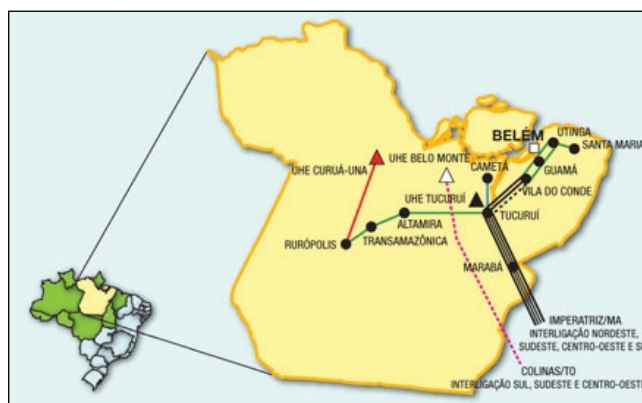 BELÉM
UTINGA
SANTA MARIA
GUAMÁ
VILA DO CONDE
CAMETÁ
UHE BELO MONTE
UHE CURUÁ-UNA
UHE TUCURUÍ
TUCURUÍ
ALTAMIRA
TRANSAMAZÔNICA
RURÓPOLIS
MARABÁ
IMPERATRIZ/MA
INTERLIGAÇÃO NORDESTE,
SUDESTE, CENTRO-OESTE E S
COLINAS/TO
INTERLIGAÇÃO SUL, SUDESTE E CENTRO-OESTE